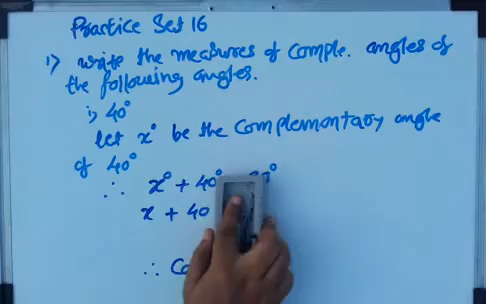 Practice Set 16
1) write the measures of comple. angles of
the following angles.
i) 40°
let x° be the complementary angle
of 40°
∴ x° + 40°
x + 40
∴